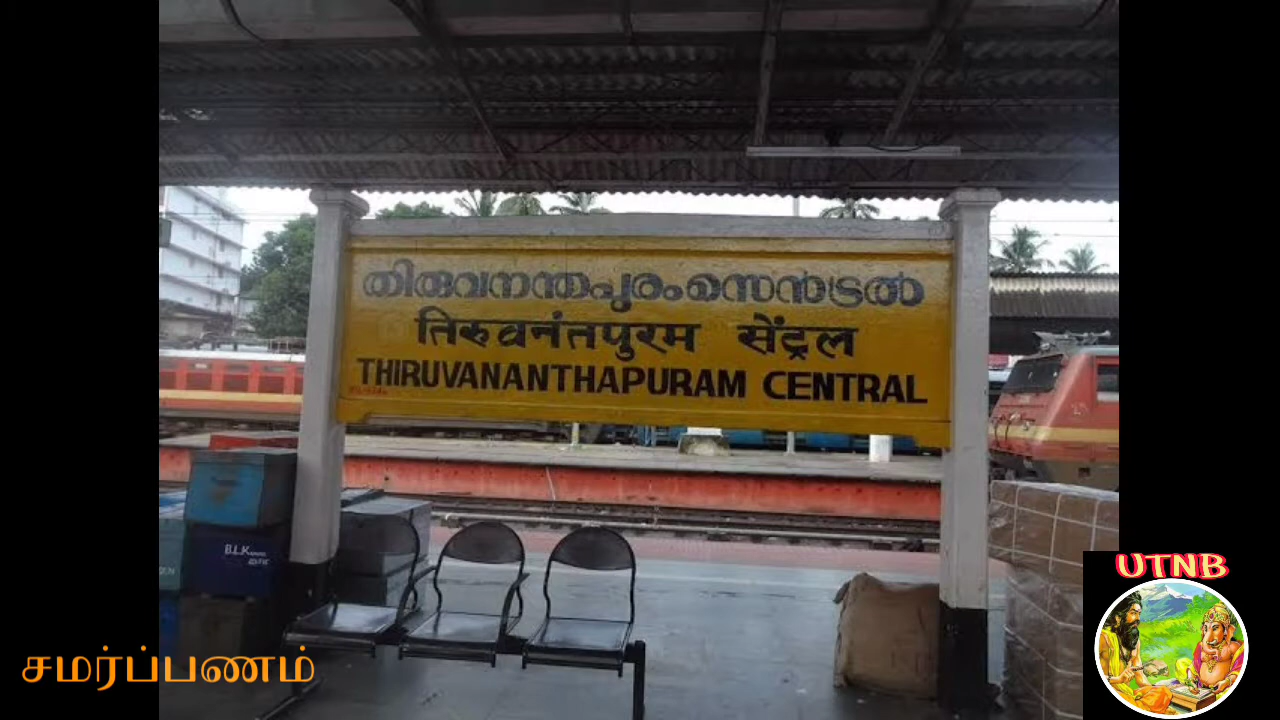 തിരുവനന്തപുരം സെൻട്രൽ
तिरुवनंतपुरम सेंट्रल
THIRUVANANTHAPURAM CENTRAL
B.L.K
சமர்ப்பணம்
UTNB